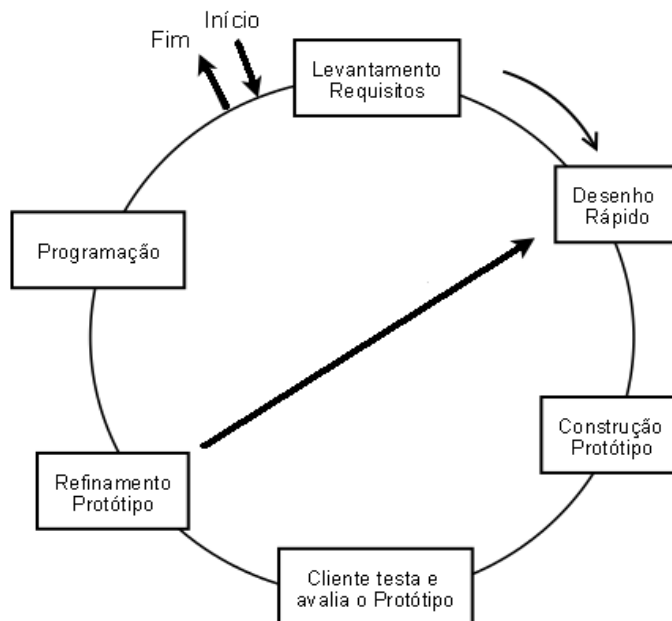 Início
Fim
Levantamento
Requisitos
Desenho
Rápido
Programação
Construção
Protótipo
Refinamento
Protótipo
Cliente testa e
avalia o Protótipo